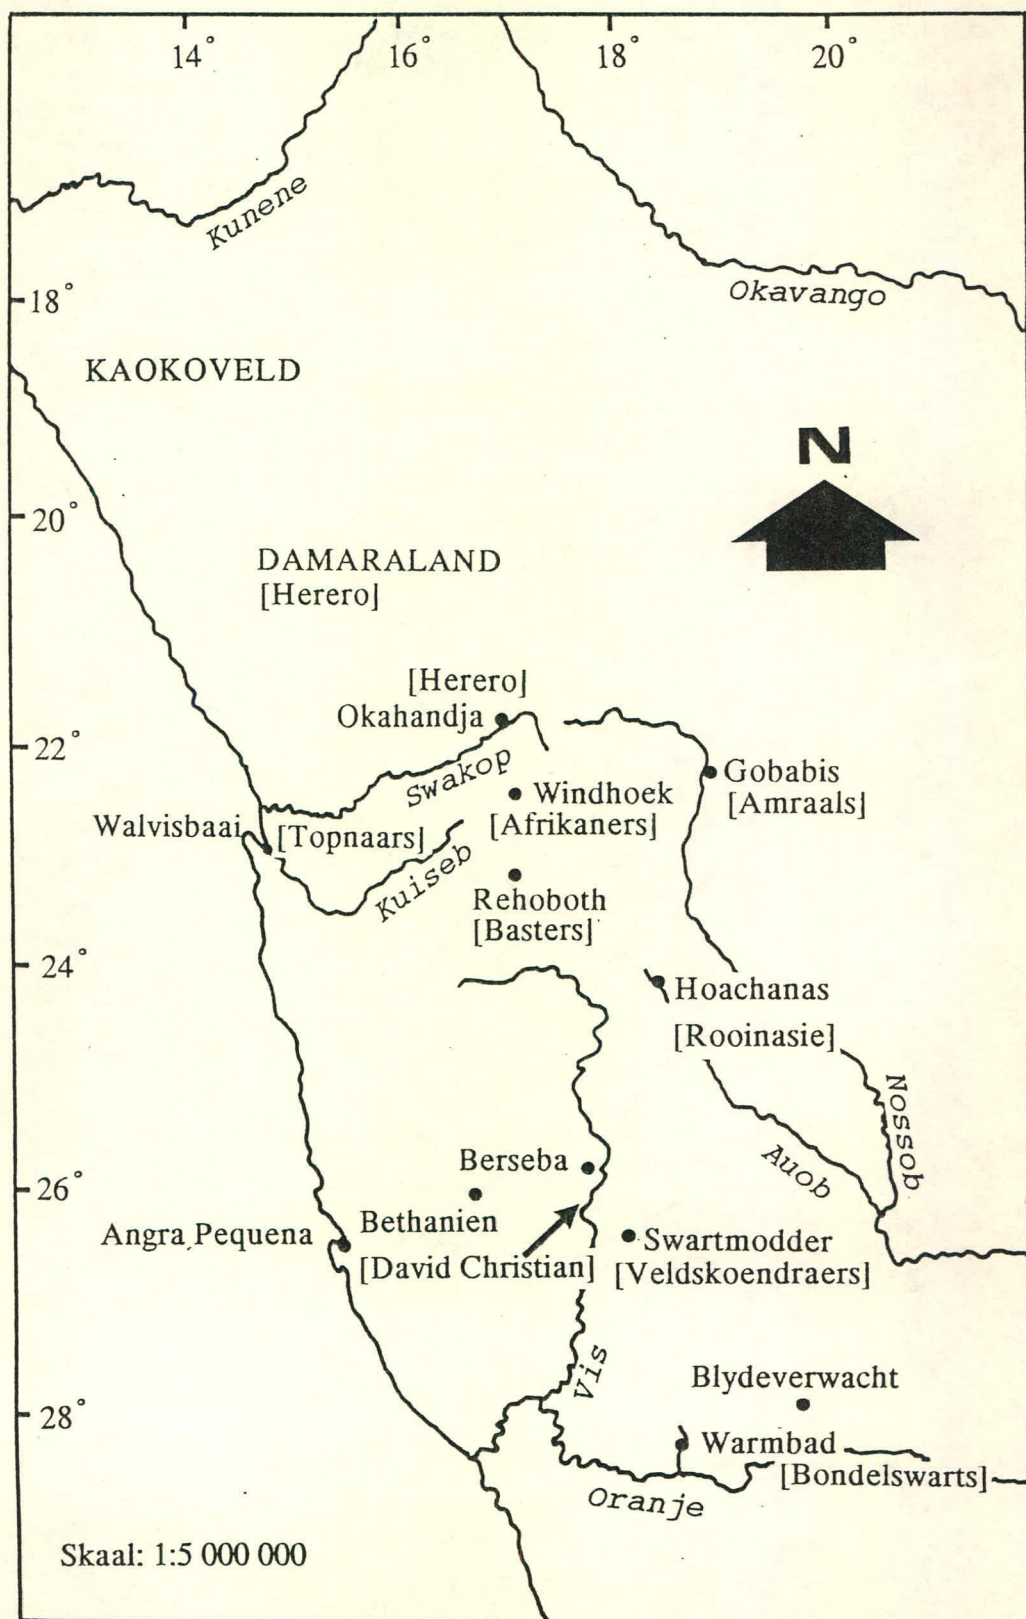 14°
16°
18°
20°
Kunene
Okavango
18°
KAOKOVELD
N
20°
DAMARALAND
[Herero]
[Herero]
Okahandja
22°
Swakop
Gobabis
[Amraals]
Windhoek
[Afrikaners]
Walvisbaai
[Topnaars]
Kuiseb
Rehoboth
[Basters]
24°
Hoachanas
[Rooinasie]
Nossob
Auob
Berseba
26°
Bethanien
Angra Pequena
[David Christian]
Swartmodder
[Veldskoendraers]
Vis
Blydeverwacht
28°
Warmbad
[Bondelswarts]
Oranje
Skaal: 1:5 000 000